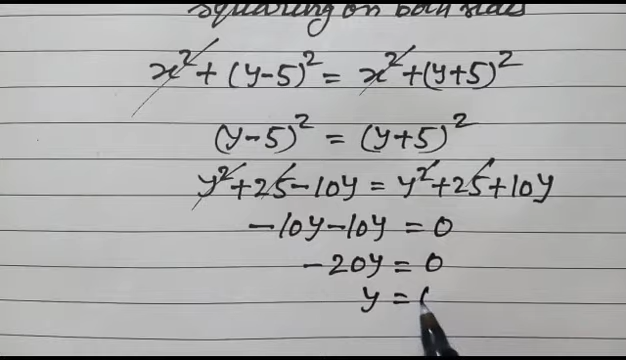 Squaring on both sides
x² + (y-5)² = x² + (y+5)²
(y-5)² = (y+5)²
y² + 25 - 10y = y² + 25 + 10y
-10y - 10y = 0
-20y = 0
y =